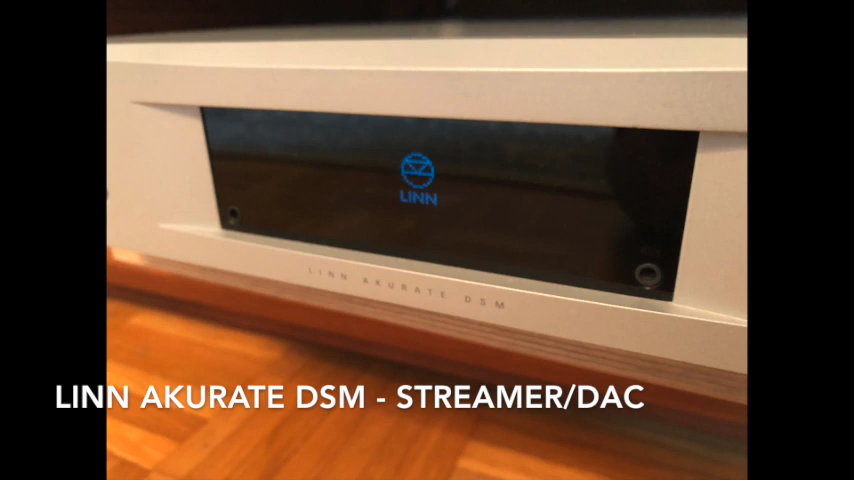 LINN
LINN AKURATE DSM
LINN AKURATE DSM - STREAMER/DAC